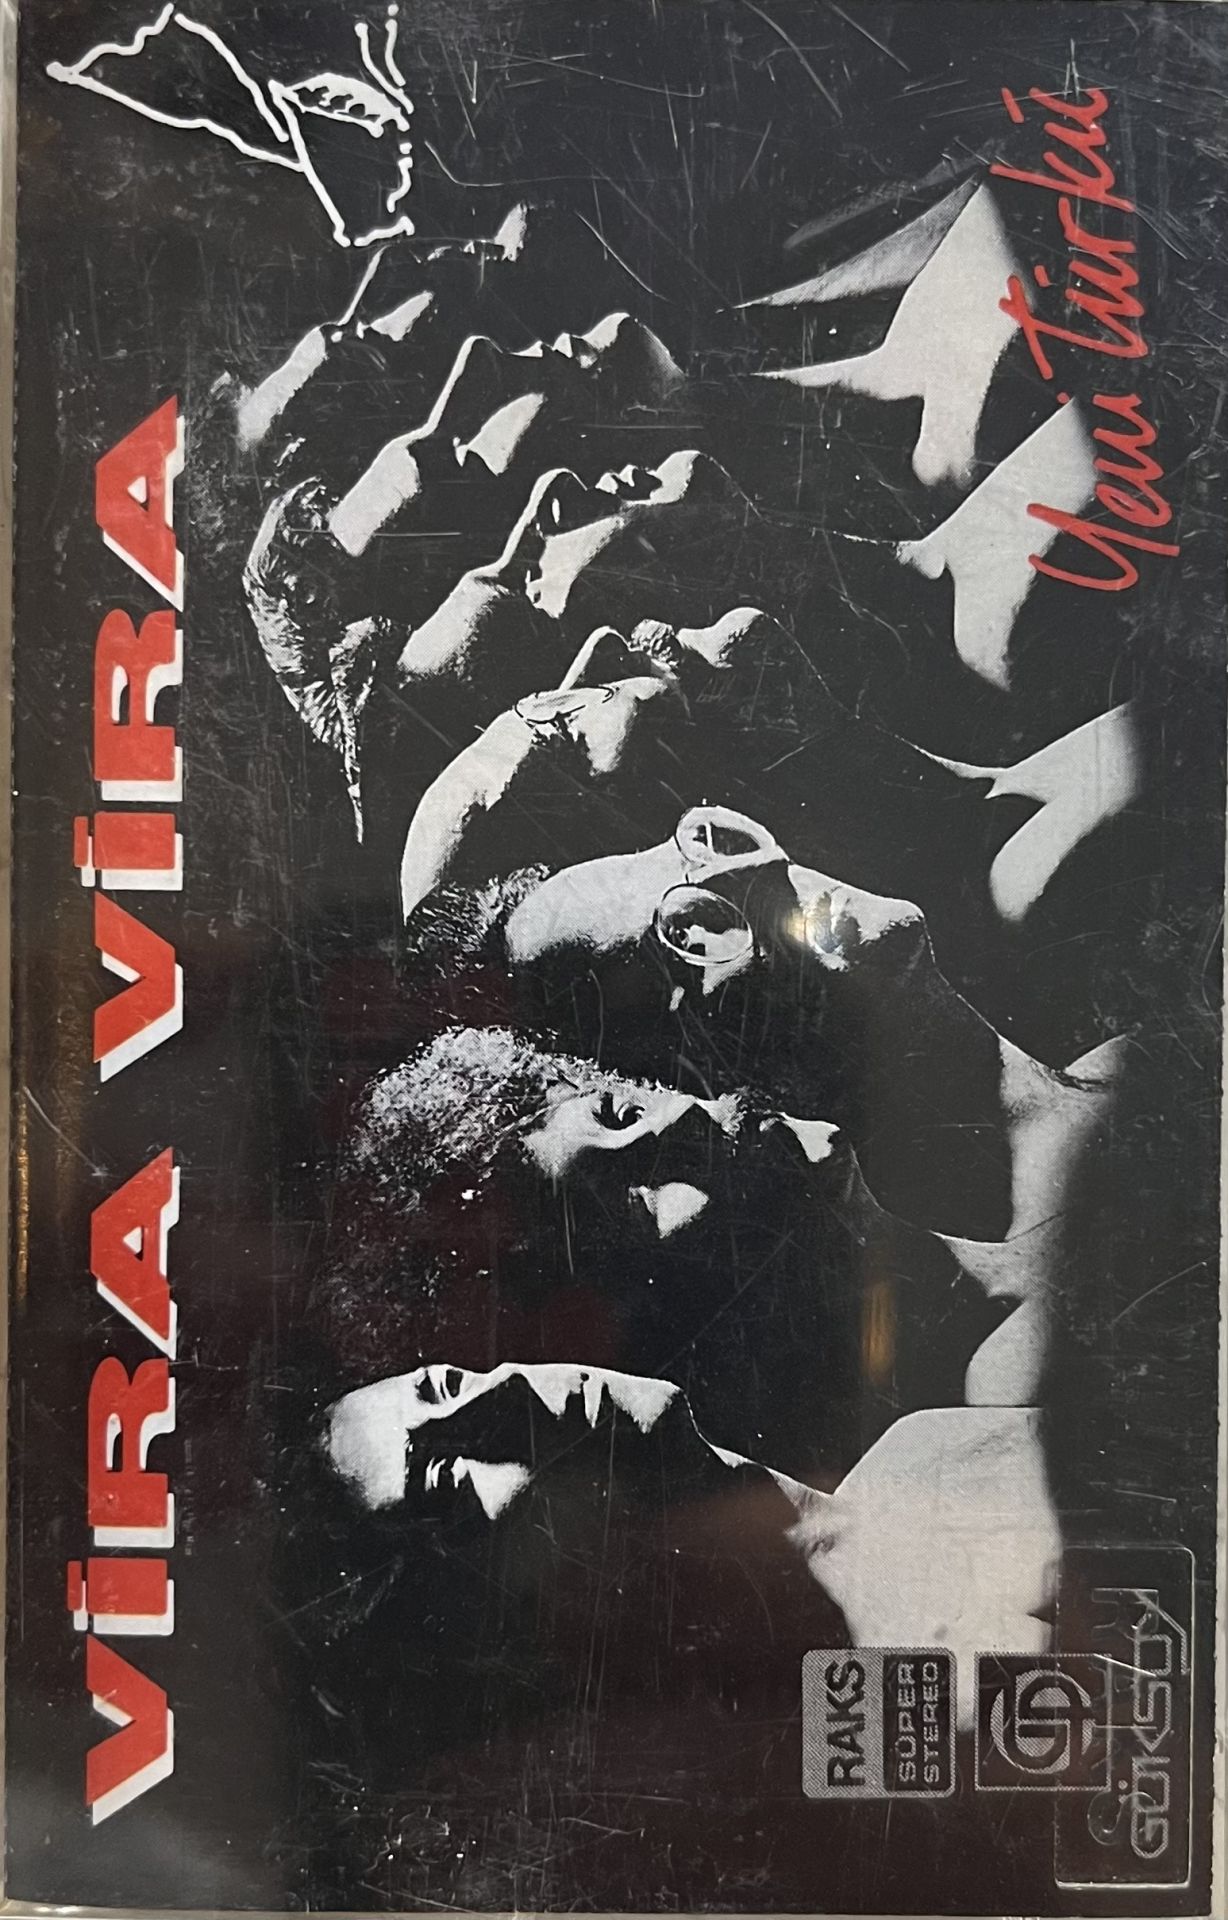 VİRA VİRA
Yeni Türkü
RAKS
SÜPER
STEREO
GÖKSOY